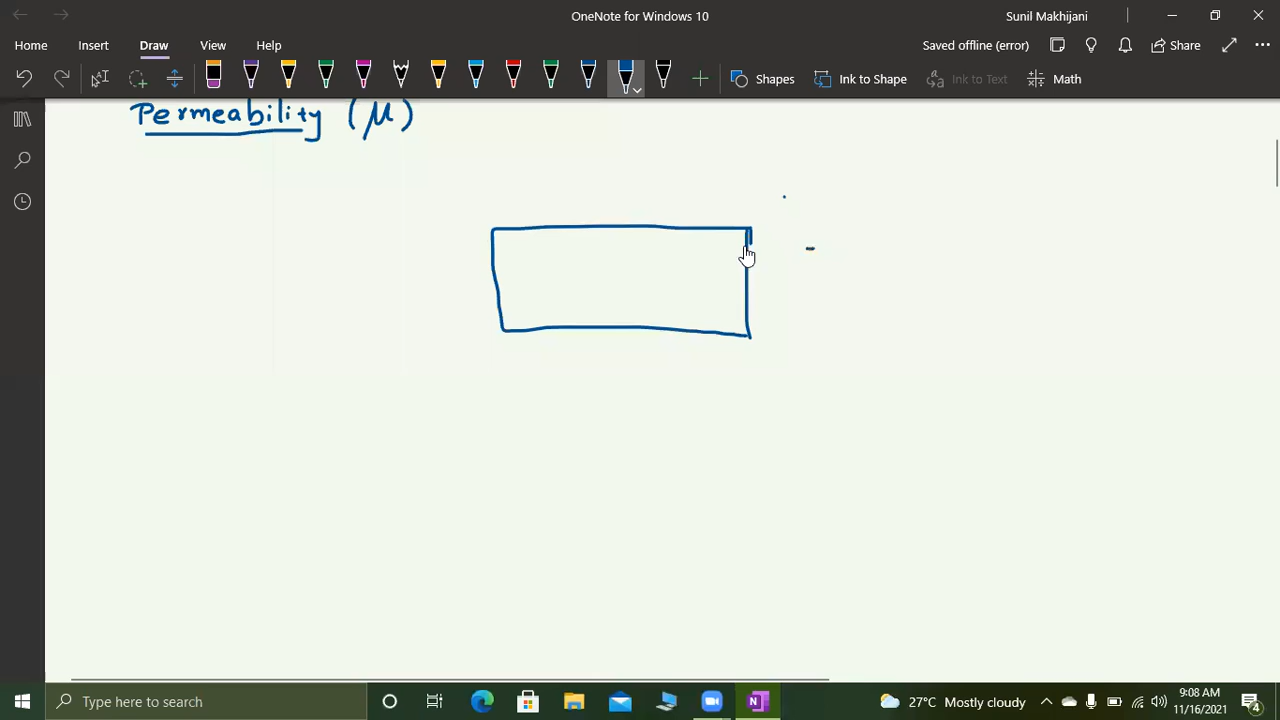 OneNote for Windows 10
Sunil Makhijani
Home Insert Draw View Help
Saved offline (error)
Share
Shapes
Ink to Shape
Ink to Text
Math
Permeability (μ)
Type here to search
27°C Mostly cloudy
9:08 AM
11/16/2021
4